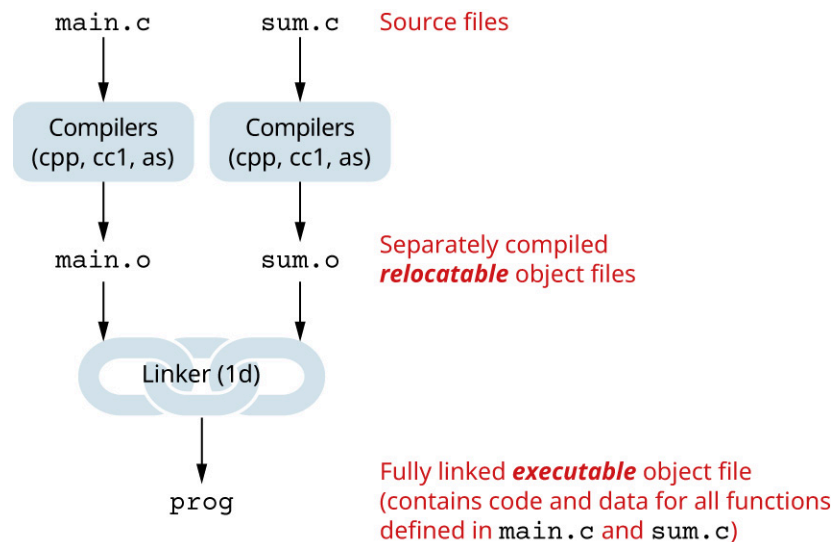 main.c sum.c Source files
Compilers Compilers
(cpp, cc1, as) (cpp, cc1, as)
main.o sum.o Separately compiled
relocatable object files
Linker (1d)
Fully linked executable object file
prog (contains code and data for all functions
defined in main.c and sum.c)